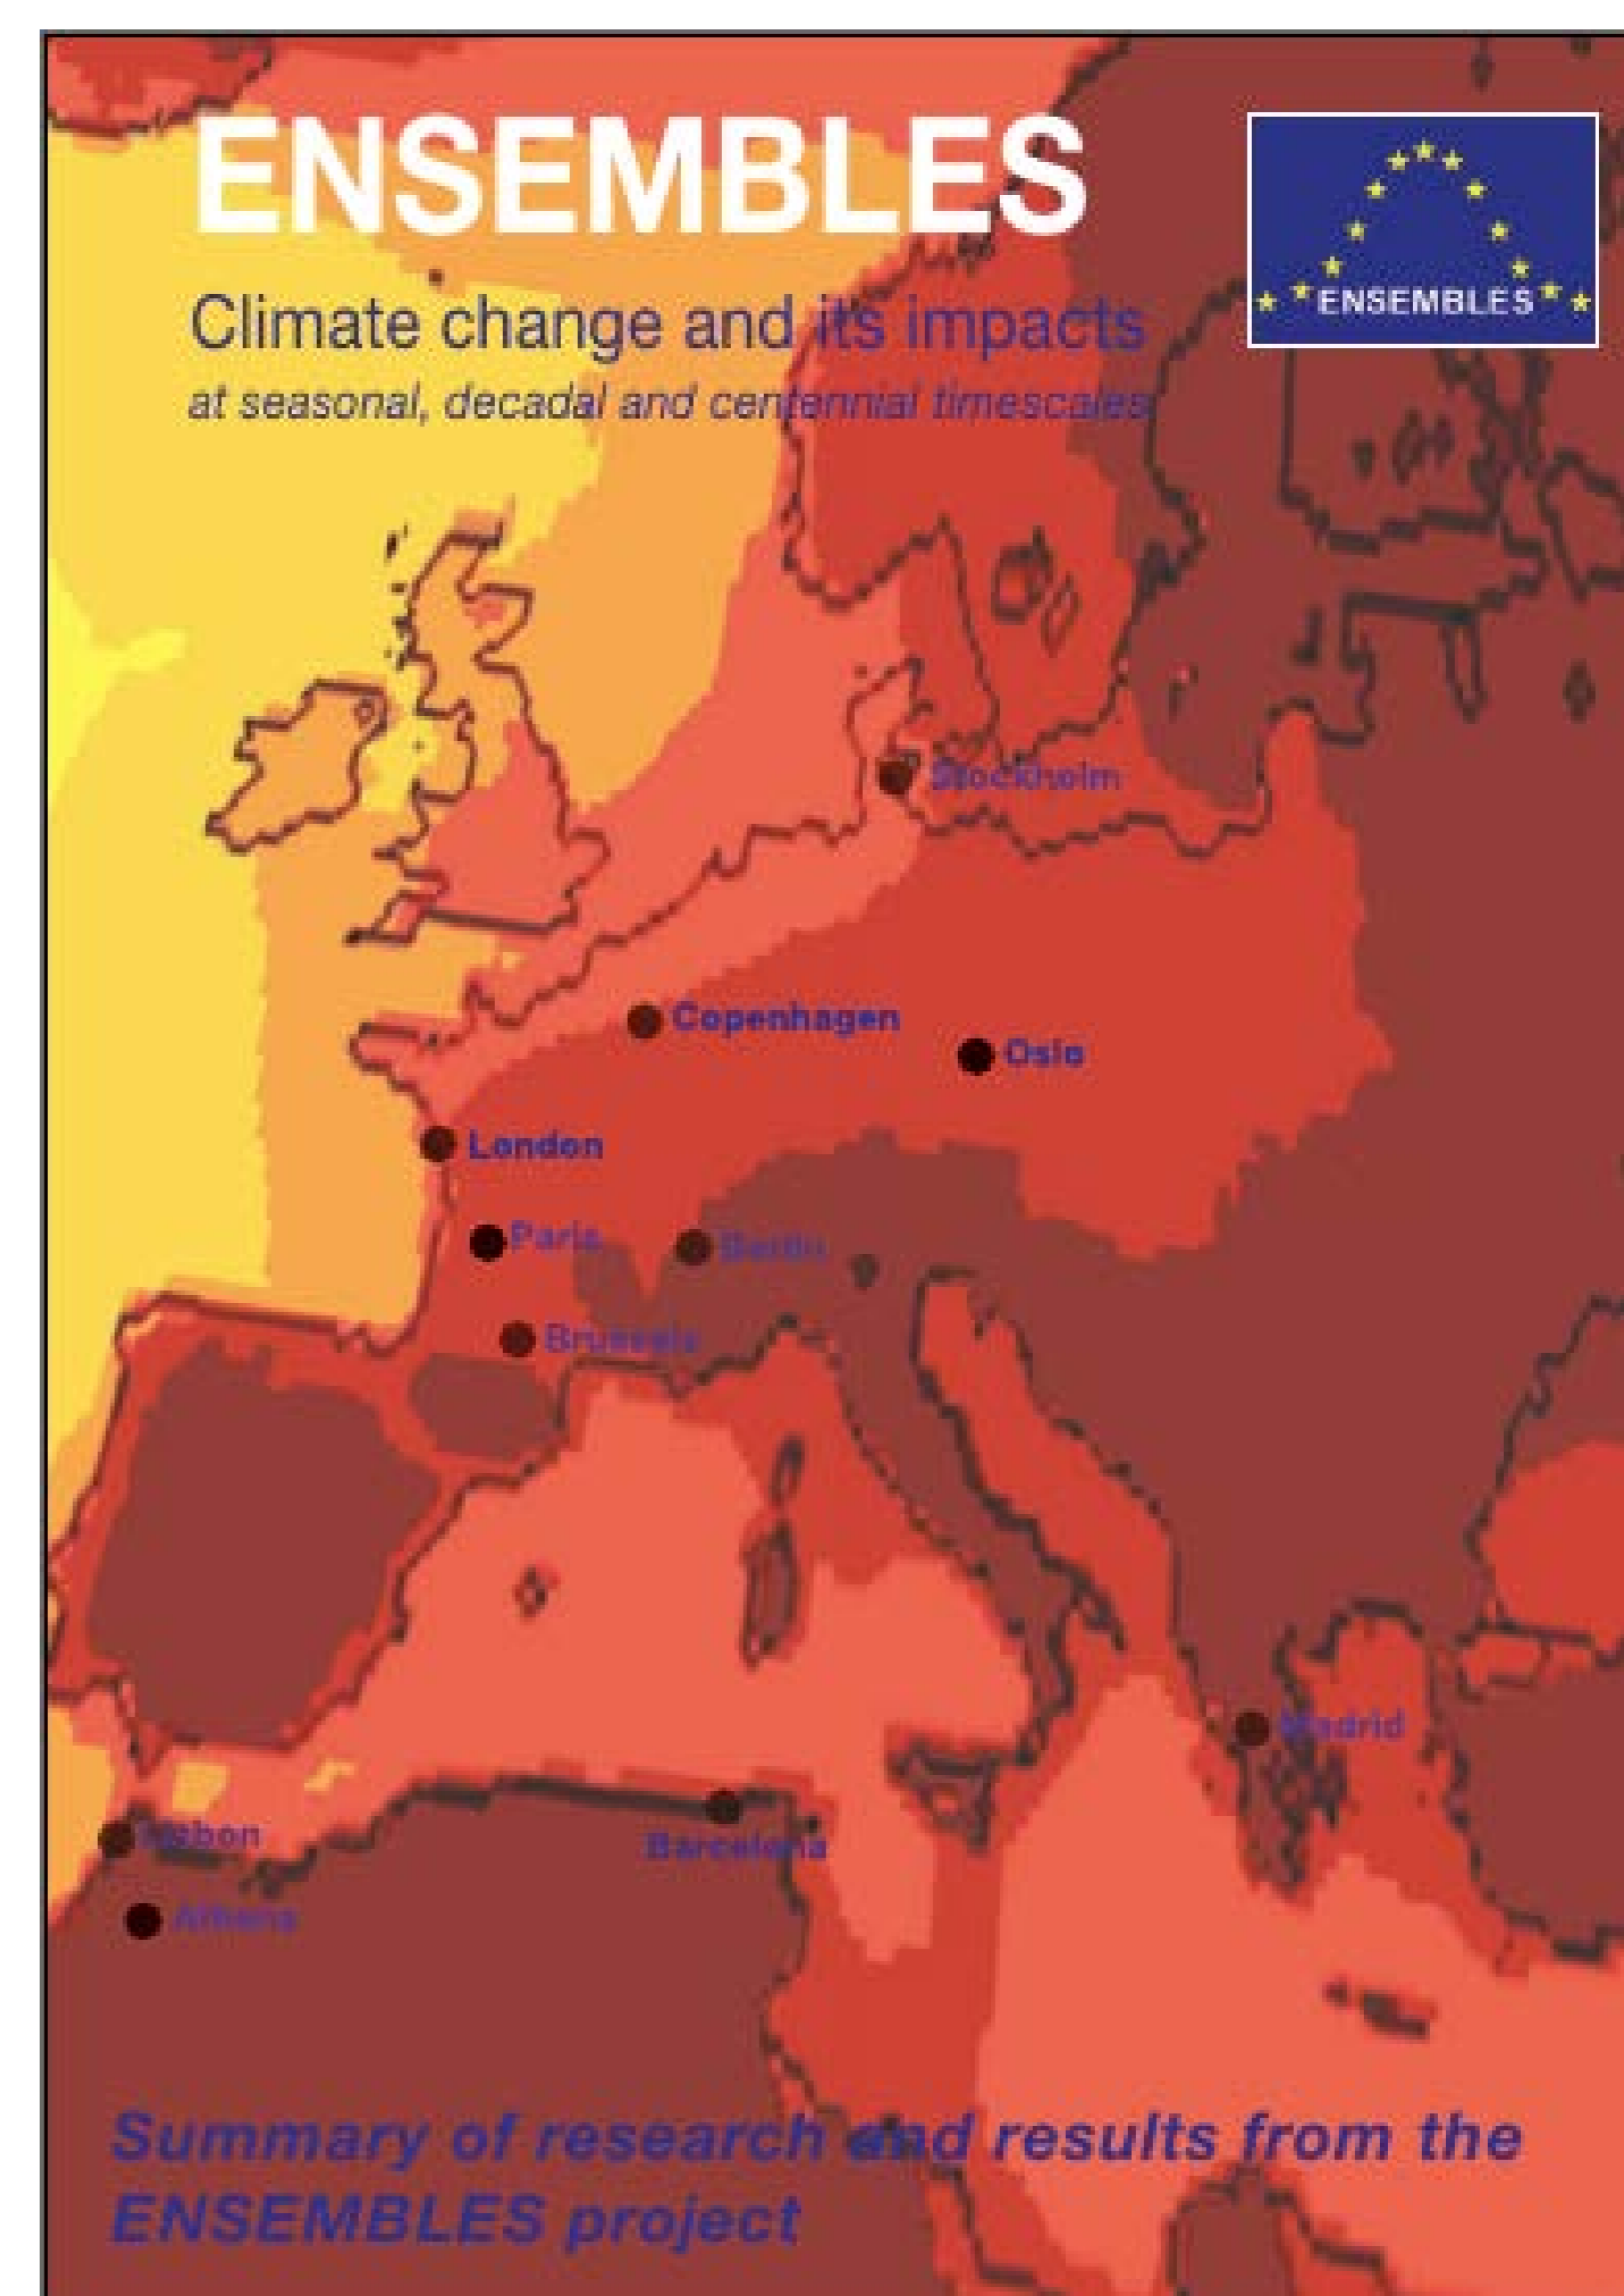 ENSEMBLES
Climate change and its impacts
at seasonal, decadal and centennial timescales
ENSEMBLES
Stockholm
Copenhagen
Oslo
London
Paris
Berlin
Brussels
Madrid
Barcelona
Lisbon
Athens
Summary of research and results from the
ENSEMBLES project